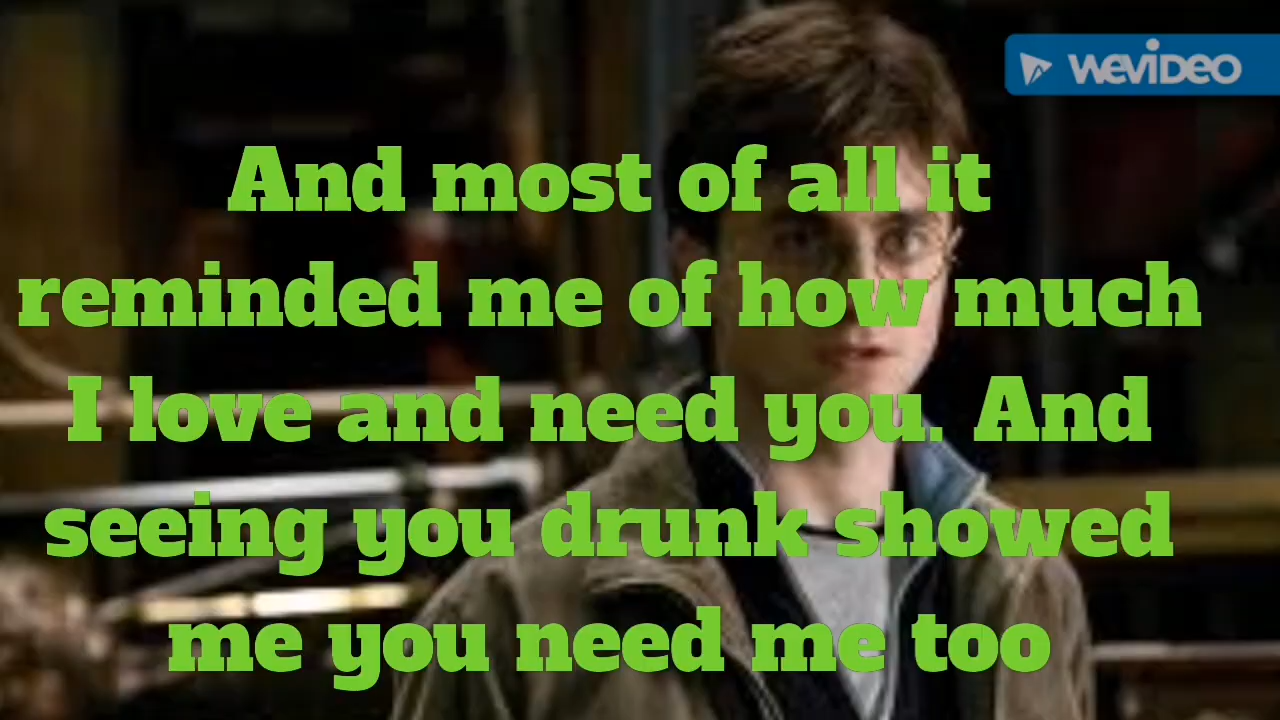 WEVIDEO
And most of all it
reminded me of how much
I love and need you. And
seeing you drunk showed
me you need me too